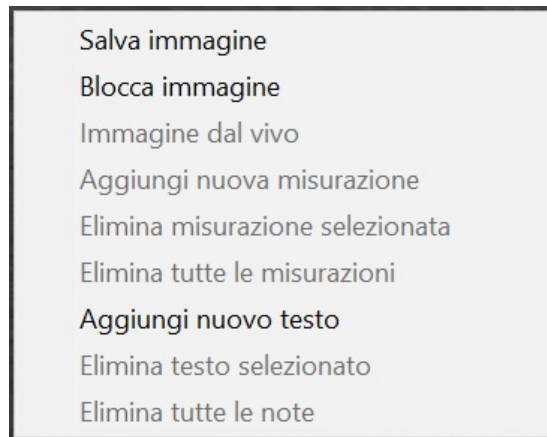 Salva immagine
Blocca immagine
Immagine dal vivo
Aggiungi nuova misurazione
Elimina misurazione selezionata
Elimina tutte le misurazioni
Aggiungi nuovo testo
Elimina testo selezionato
Elimina tutte le note